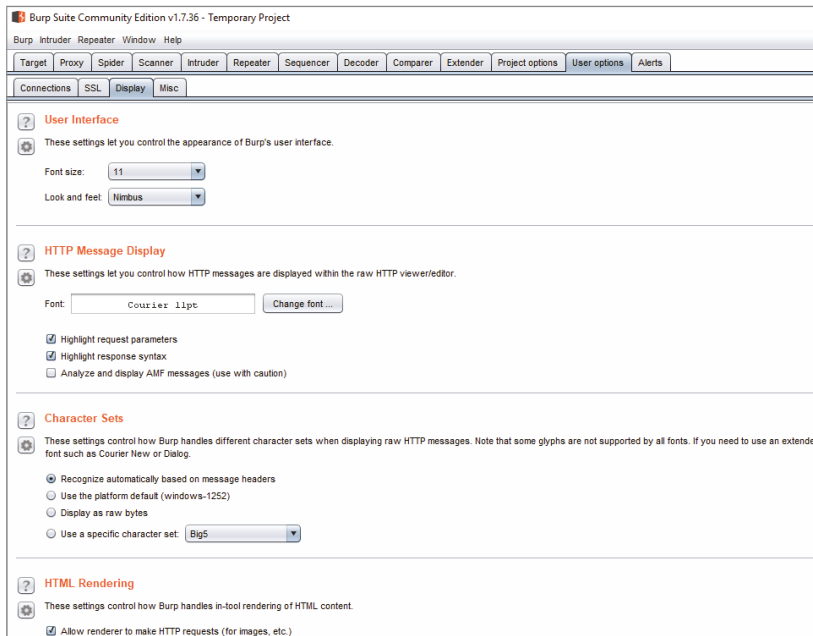 Burp Suite Community Edition v1.7.36 - Temporary Project
Burp Intruder Repeater Window Help
Target Proxy Spider Scanner Intruder Repeater Sequencer Decoder Comparer Extender Project options User options Alerts
Connections SSL Display Misc
? User Interface
These settings let you control the appearance of Burp's user interface.
Font size: 11
Look and feel: Nimbus
? HTTP Message Display
These settings let you control how HTTP messages are displayed within the raw HTTP viewer/editor.
Font: Courier 11pt Change font ...
Highlight request parameters
Highlight response syntax
Analyze and display AMF messages (use with caution)
? Character Sets
These settings control how Burp handles different character sets when displaying raw HTTP messages. Note that some glyphs are not supported by all fonts. If you need to use an extende
font such as Courier New or Dialog.
Recognize automatically based on message headers
Use the platform default (windows-1252)
Display as raw bytes
Use a specific character set: Big5
? HTML Rendering
These settings control how Burp handles in-tool rendering of HTML content.
Allow renderer to make HTTP requests (for images, etc.)